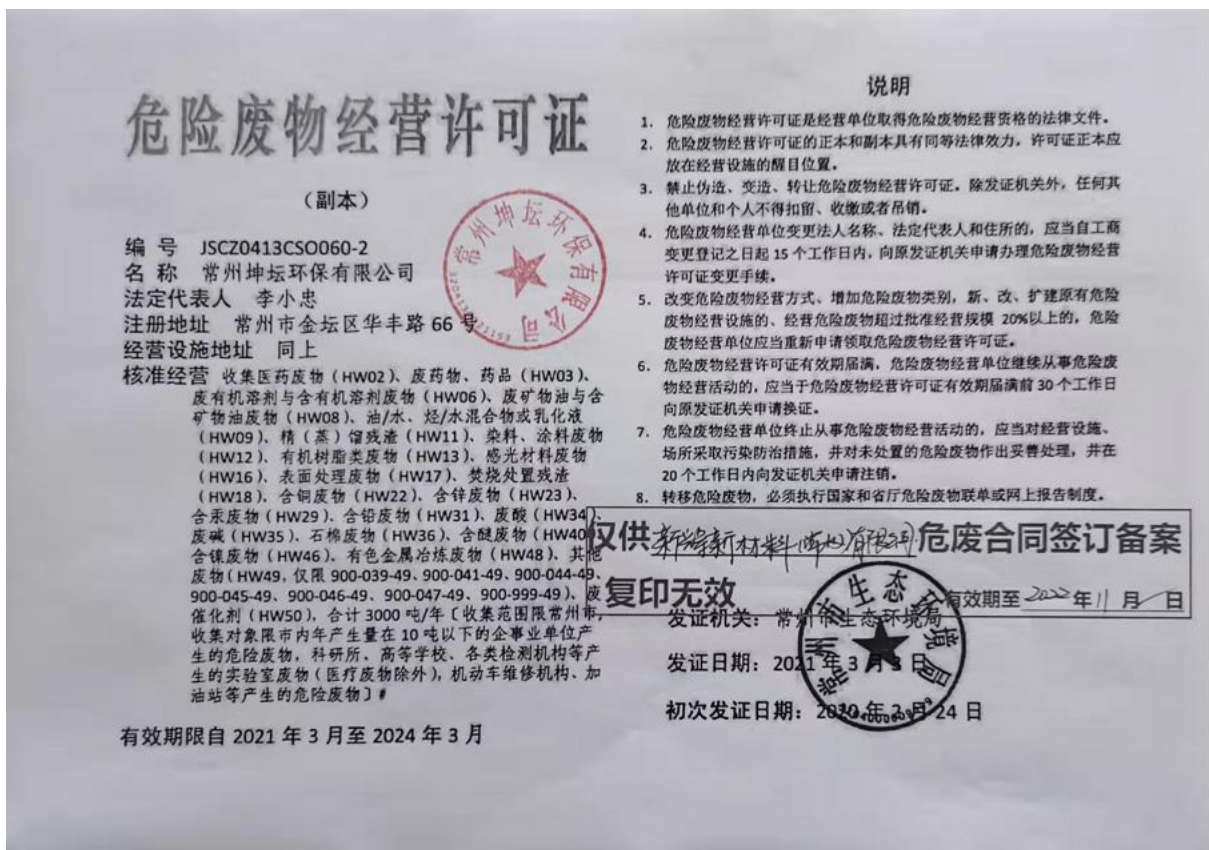 危险废物经营许可证
（副本）
编 号 JSCZ0413CSO060-2
名 称 常州坤坛环保有限公司
法定代表人 李小忠
注册地址 常州市金坛区华丰路 66 号
经营设施地址 同上
核准经营 收集医药废物（HW02）、废药物、药品（HW03）、
废有机溶剂与含有机溶剂废物（HW06）、废矿物油与含
矿物油废物（HW08）、油/水、烃/水混合物或乳化液
（HW09）、精（蒸）馏残渣（HW11）、染料、涂料废物
（HW12）、有机树脂类废物（HW13）、感光材料废物
（HW16）、表面处理废物（HW17）、焚烧处置残渣
（HW18）、含铜废物（HW22）、含锌废物（HW23）、
含汞废物（HW29）、含铅废物（HW31）、废酸（HW34）、
废碱（HW35）、石棉废物（HW36）、含醚废物（HW40）
含镍废物（HW46）、有色金属冶炼废物（HW48）、其他
废物（HW49，仅限 900-039-49、900-041-49、900-044-49、
900-045-49、900-046-49、900-047-49、900-999-49）、废
催化剂（HW50），合计 3000 吨/年〔收集范围限常州市，
收集对象限市内年产生量在 10 吨以下的企事业单位产
生的危险废物，科研所、高等学校、各类检测机构等产
生的实验室废物（医疗废物除外），机动车维修机构、加
油站等产生的危险废物〕#
有效期限自 2021 年 3 月至 2024 年 3 月
常州坤坛环保有限公司
说明
1. 危险废物经营许可证是经营单位取得危险废物经营资格的法律文件。
2. 危险废物经营许可证的正本和副本具有同等法律效力，许可证正本应
放在经营设施的醒目位置。
3. 禁止伪造、变造、转让危险废物经营许可证。除发证机关外，任何其
他单位和个人不得扣留、收缴或者吊销。
4. 危险废物经营单位变更法人名称、法定代表人和住所的，应当自工商
变更登记之日起 15 个工作日内，向原发证机关申请办理危险废物经营
许可证变更手续。
5. 改变危险废物经营方式、增加危险废物类别，新、改、扩建原有危险
废物经营设施的、经营危险废物超过批准经营规模 20%以上的，危险
废物经营单位应当重新申请领取危险废物经营许可证。
6. 危险废物经营许可证有效期届满，危险废物经营单位继续从事危险废
物经营活动的，应当于危险废物经营许可证有效期届满前 30 个工作日
向原发证机关申请换证。
7. 危险废物经营单位终止从事危险废物经营活动的，应当对经营设施、
场所采取污染防治措施，并对未处置的危险废物作出妥善处理，并在
20 个工作日内向发证机关申请注销。
8. 转移危险废物，必须执行国家和省厅危险废物联单或网上报告制度。
仅供 新 新材料 有限公司 危废合同签订备案
复印无效
有效期至 2022 年 11 月 日
发证机关：常州市生态环境局
发证日期：2021 年 3 月 3 日
初次发证日期：2020 年 3 月 24 日
常州市生态环境局